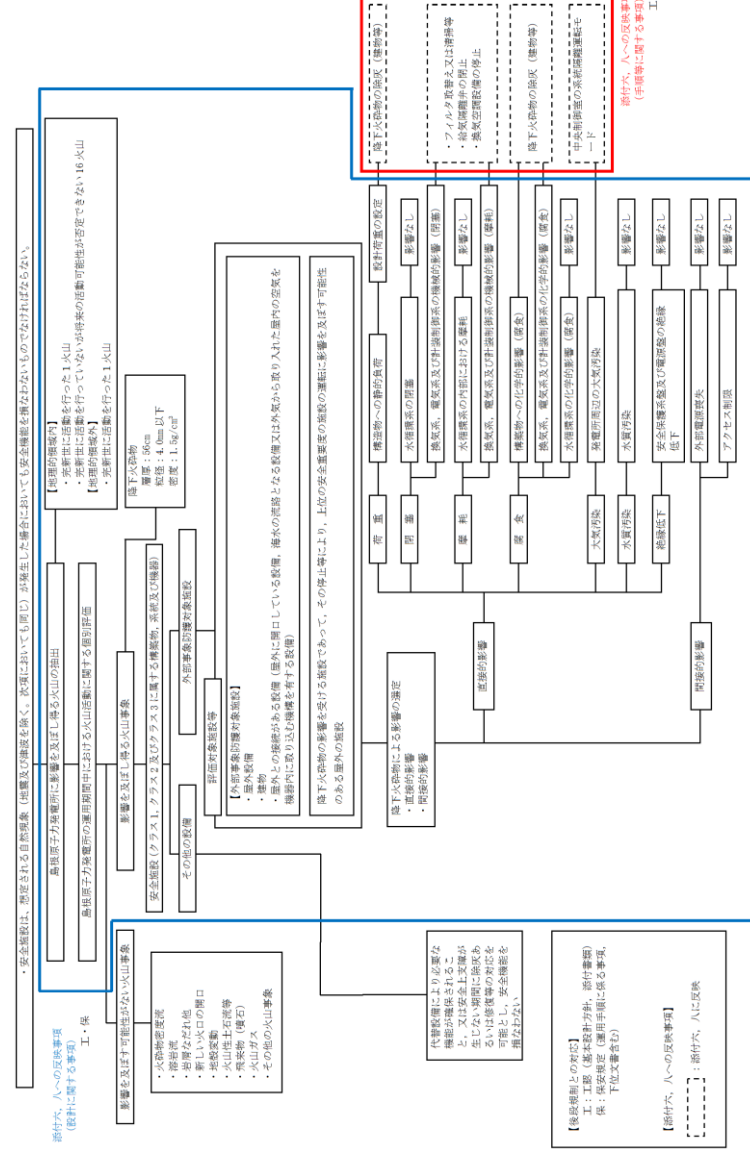 ・安全施設は、想定される自然現象（地震及び津波を除く。次項においても同じ）が発生した場合においても安全機能を損なわないものでなければならない。
添付六，八への反映事項
（設計に関する事項）
工・保
島根原子力発電所に影響を及ぼし得る火山の抽出
【地理的領域内】
・完新世に活動を行った1火山
・完新世に活動を行っていないが将来の活動可能性が否定できない16火山
【地理的領域外】
・完新世に活動を行った1火山
島根原子力発電所の運用期間中における火山活動に関する個別評価
影響を及ぼす可能性がない火山事象
・火砕物密度流
・溶岩流
・岩屑なだれ他
・新しい火口の開口
・地殻変動
・火山性土石流等
・飛来物（噴石）
・火山ガス
・その他の火山事象
影響を及ぼし得る火山事象
降下火砕物
層厚：56cm
粒径：4.0mm以下
密度：1.5g/cm³
安全施設（クラス1，クラス2及びクラス3に属する構築物，系統及び機器）
その他の設備
外部事象防護対象施設
評価対象施設等
【外部事象防護対象施設】
・屋外設備
・建物
・屋外との接続がある設備（屋外に開口している設備，海水の流路となる設備又は外気から取り入れた屋内の空気を
機器内に取り込む機構を有する設備）
降下火砕物の影響を受ける施設であって，その停止等により，上位の安全重要度の施設の運転に影響を及ぼす可能性
のある屋外の施設
代替設備により必要な
機能が確保されるこ
と，又は安全上支障が
生じない期間に除灰あ
るいは修復等の対応を
可能とし，安全機能を
損なわない
降下火砕物による影響の選定
・直接的影響
・間接的影響
直接的影響
間接的影響
荷重
構造物への静的負荷
設計荷重の設定
降下火砕物の除灰（建物等）
閉塞
水循環系の閉塞
影響なし
換気系，電気系及び計装制御系の機械的影響（閉塞）
・フィルタ取替え又は清掃等
・給気隔離弁の閉止
・換気空調設備の停止
摩耗
水循環系の内部における摩耗
影響なし
換気系，電気系及び計装制御系の機械的影響（摩耗）
腐食
構築物への化学的影響（腐食）
降下火砕物の除灰（建物等）
換気系，電気系及び計装制御系の化学的影響（腐食）
水循環系の化学的影響（腐食）
影響なし
大気汚染
発電所周辺の大気汚染
中央制御室の系統隔離運転モ
ード
水質汚染
水質汚染
影響なし
絶縁低下
安全保護系盤及び電源盤の絶縁
低下
影響なし
外部電源喪失
影響なし
アクセス制限
影響なし
添付六，八への反映事項
（手順等に関する事項）
工
【後段規制との対応】
工：工認（基本設計方針，添付書類）
保：保安規定（運用手順に係る事項，
下位文書含む）
【添付六，八への反映事項】
：添付六，八に反映